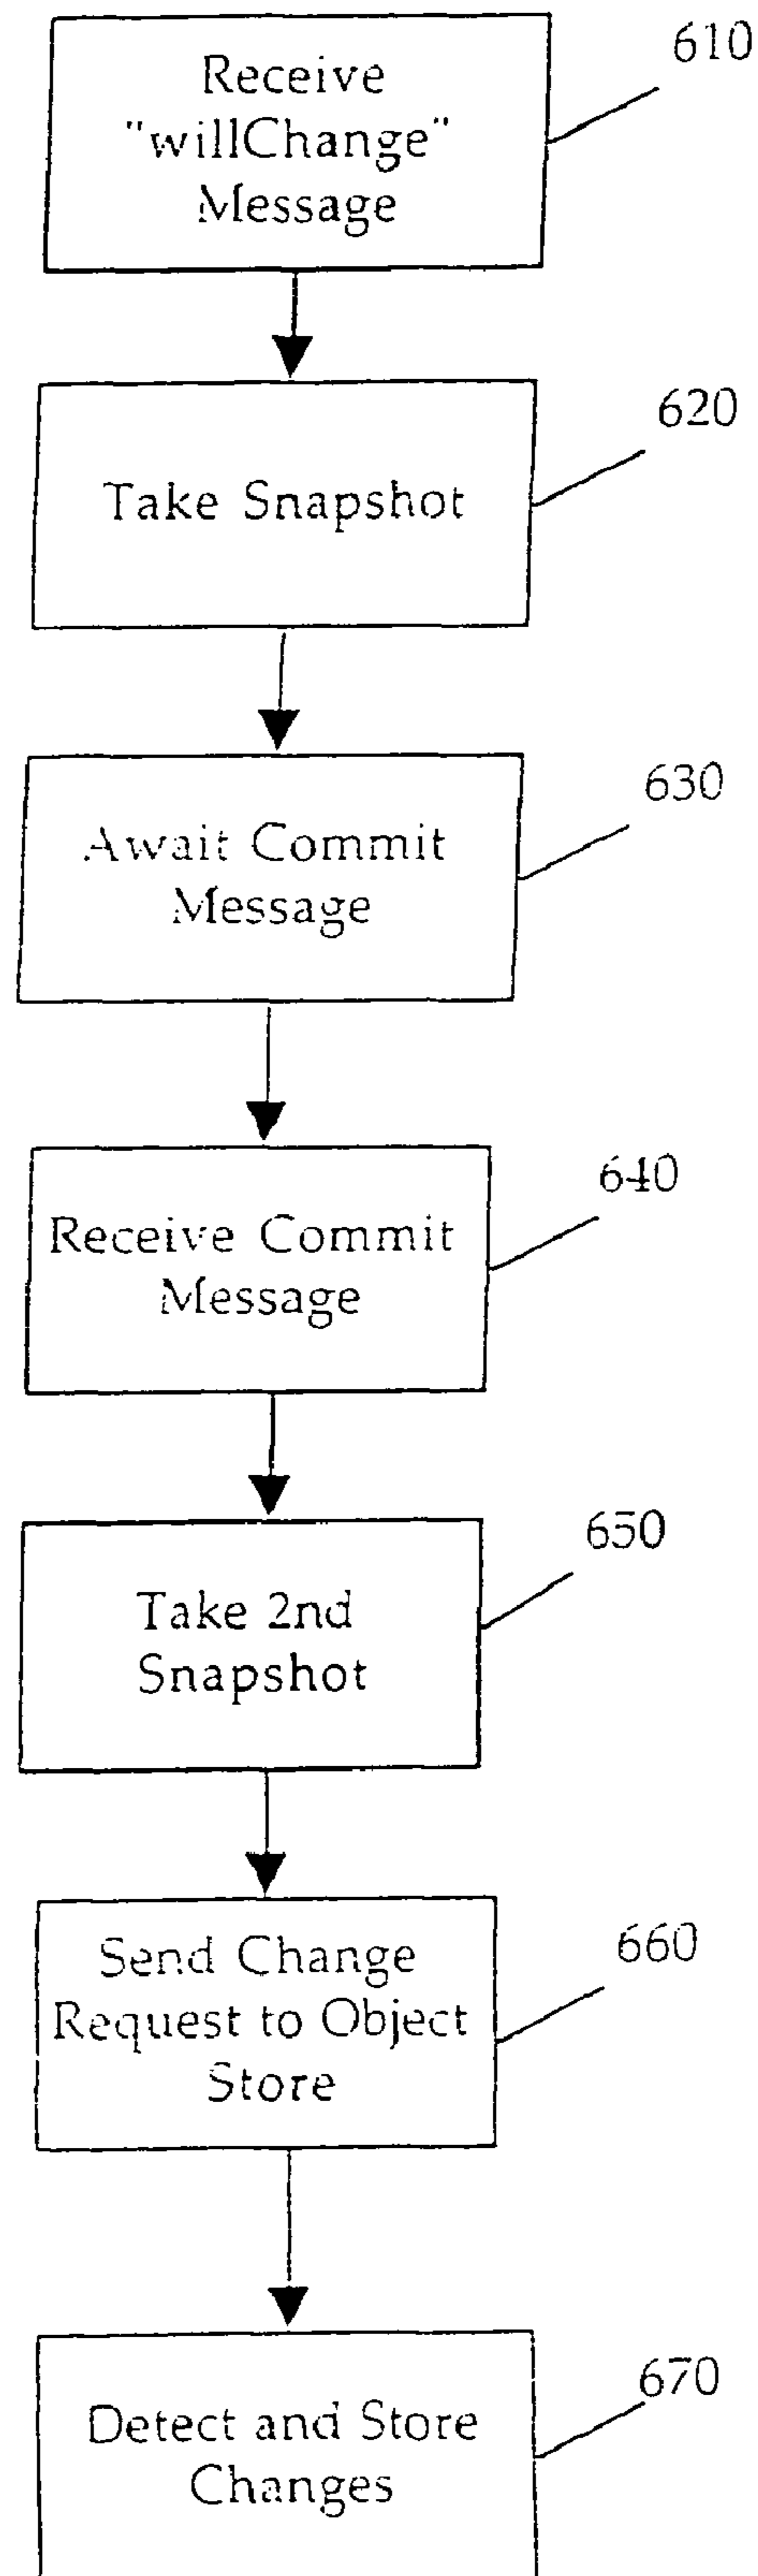 Receive
"willChange"
Message
610
Take Snapshot
620
Await Commit
Message
630
Receive Commit
Message
640
Take 2nd
Snapshot
650
Send Change
Request to Object
Store
660
Detect and Store
Changes
670